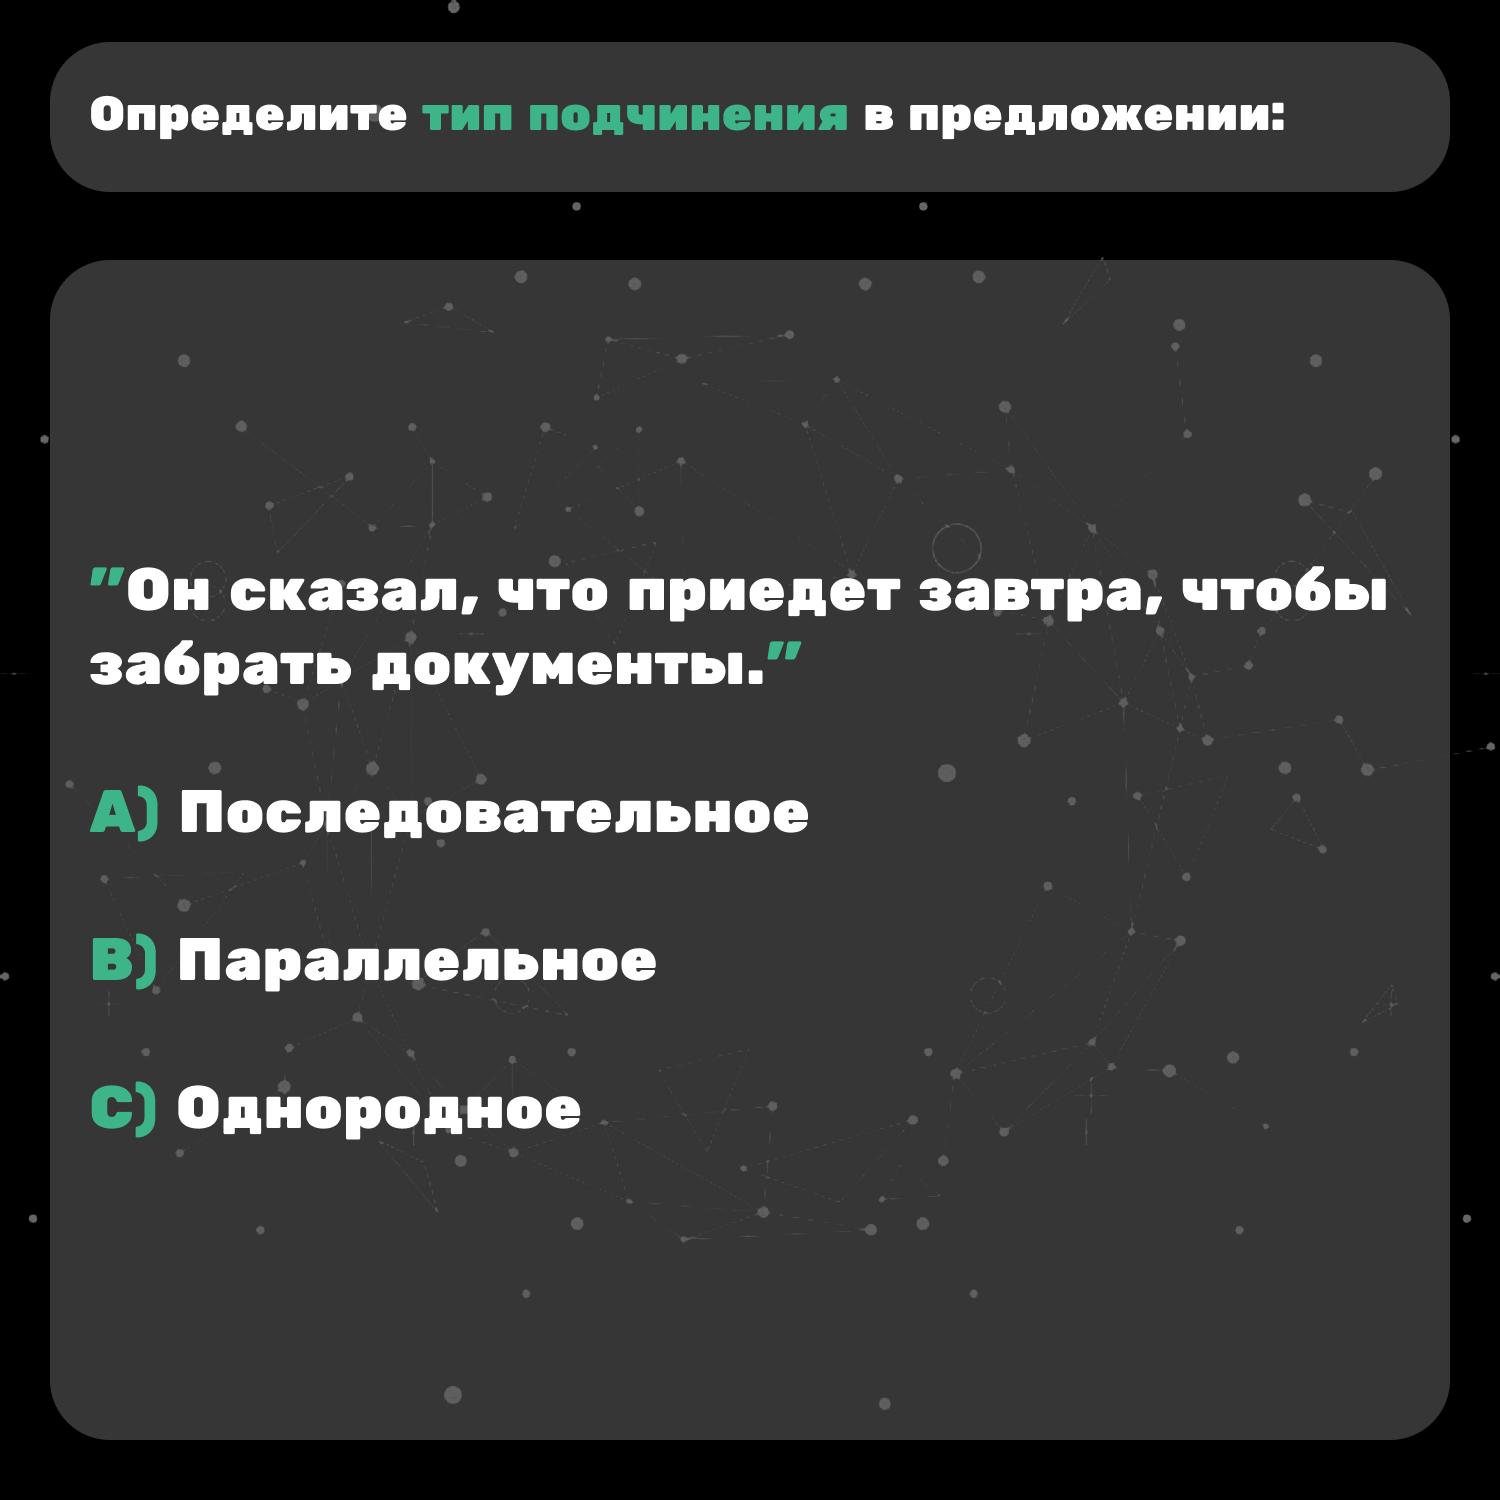 Определите тип подчинения в предложении:
"Он сказал, что приедет завтра, чтобы
забрать документы."
A) Последовательное
B) Параллельное
C) Однородное